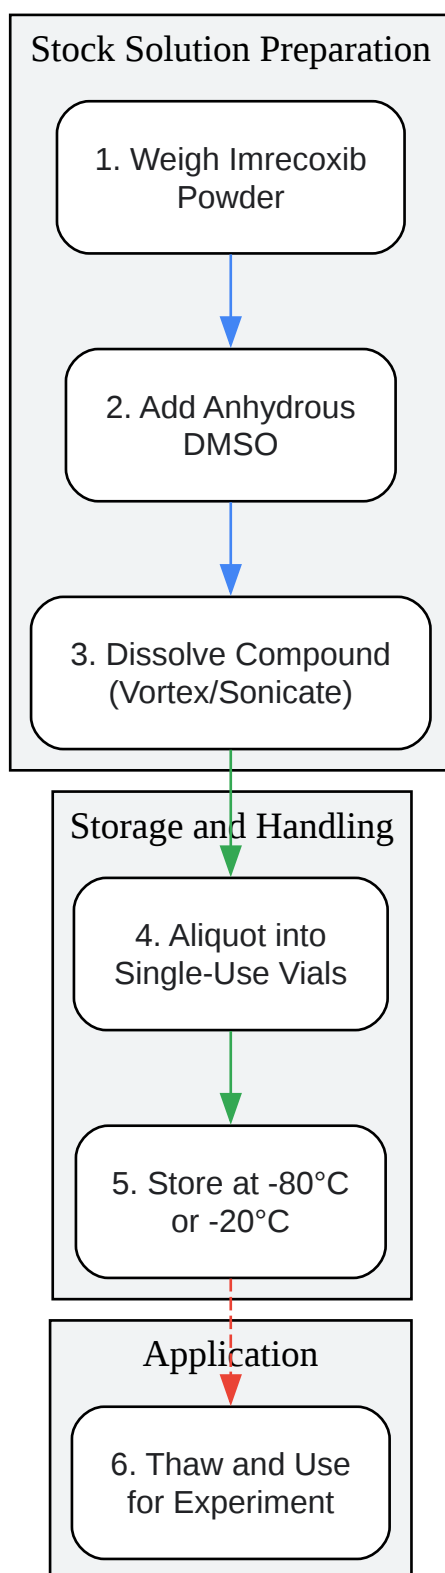 Stock Solution Preparation
1. Weigh Imrecoxib
Powder
2. Add Anhydrous
DMSO
3. Dissolve Compound
(Vortex/Sonicate)
Storage and Handling
4. Aliquot into
Single-Use Vials
5. Store at -80°C
or -20°C
Application
6. Thaw and Use
for Experiment